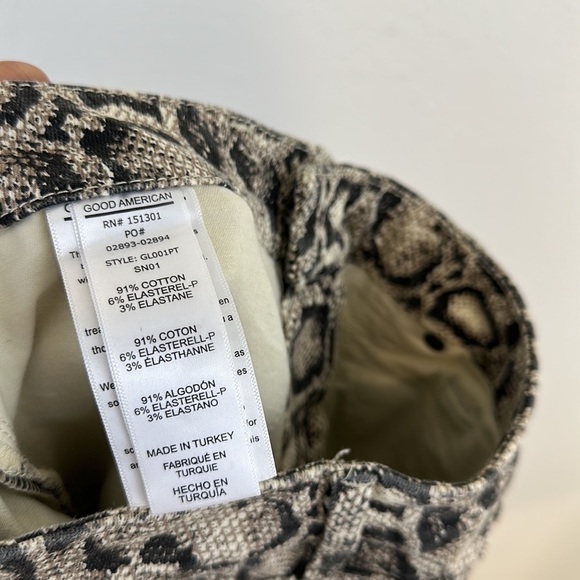 GOOD AMERICAN
RN# 151301
PO#
02893-02894
STYLE: GL001PT
SN01
91% COTTON
6% ELASTEREL-P
3% ELASTANE
91% COTON
6% ELASTERELL-P
3% ÉLASTHANNE
91% ALGODÓN
6% ELASTERELL-P
3% ELASTANO
MADE IN TURKEY
FABRIQUÉ EN
TURQUIE
HECHO EN
TURQUÍA